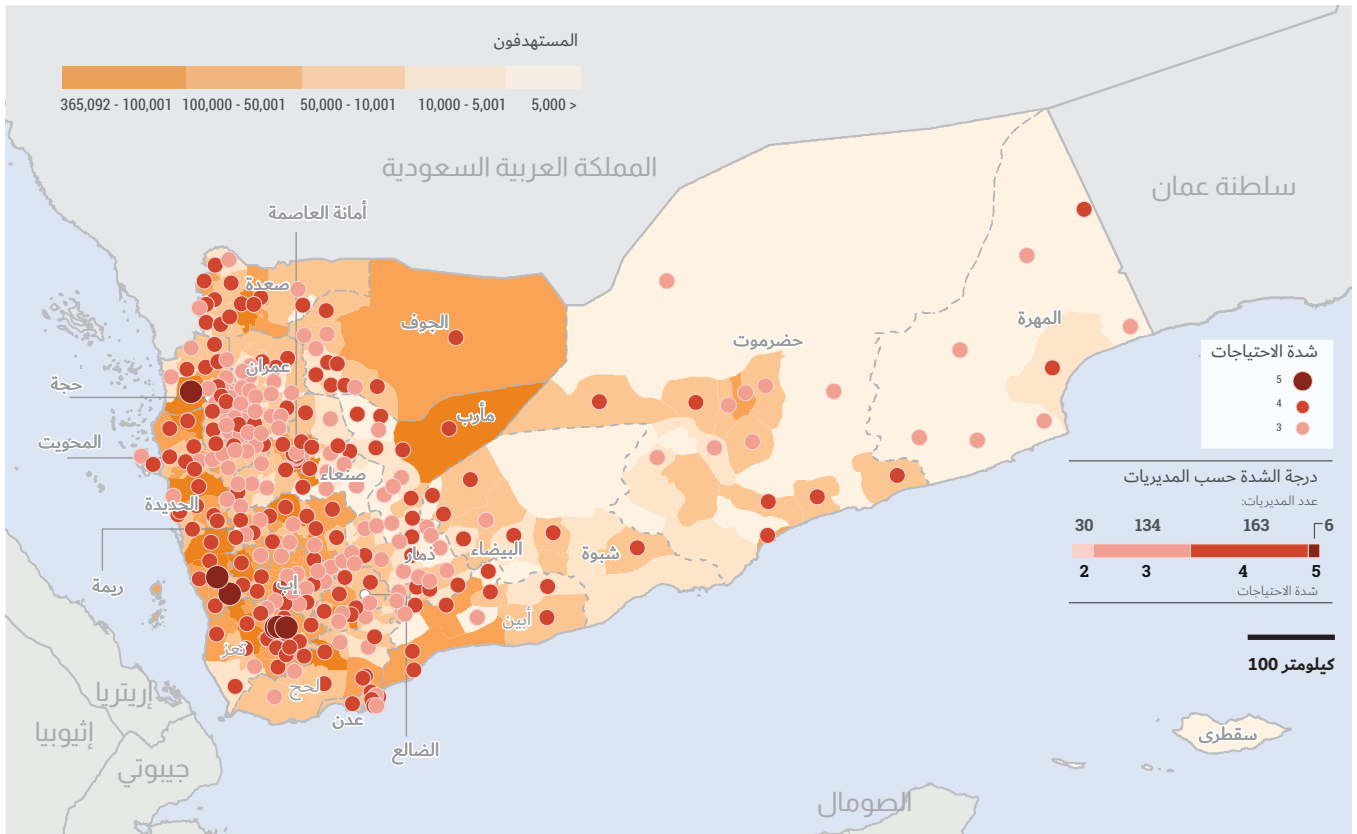 المستهدفون
365,092 - 100,001 100,000 - 50,001 50,000 - 10,001 10,000 - 5,001 5,000 >
المملكة العربية السعودية
سلطنة عمان
أمانة العاصمة
صعدة
الجوف
المهرة
حضرموت
عمران
حجة
مأرب
المحويت
صنعاء
الحديدة
ذمار
البيضاء
شبوة
ريمة
إب
أبين
تعز
لحج
عدن
الضالع
سقطرى
إريتريا
إثيوبيا
جيبوتي
الصومال
شدة الاحتياجات
5
4
3
درجة الشدة حسب المديريات
عدد المديريات:
30 134 163 6
2 3 4 5
شدة الاحتياجات
كيلومتر 100